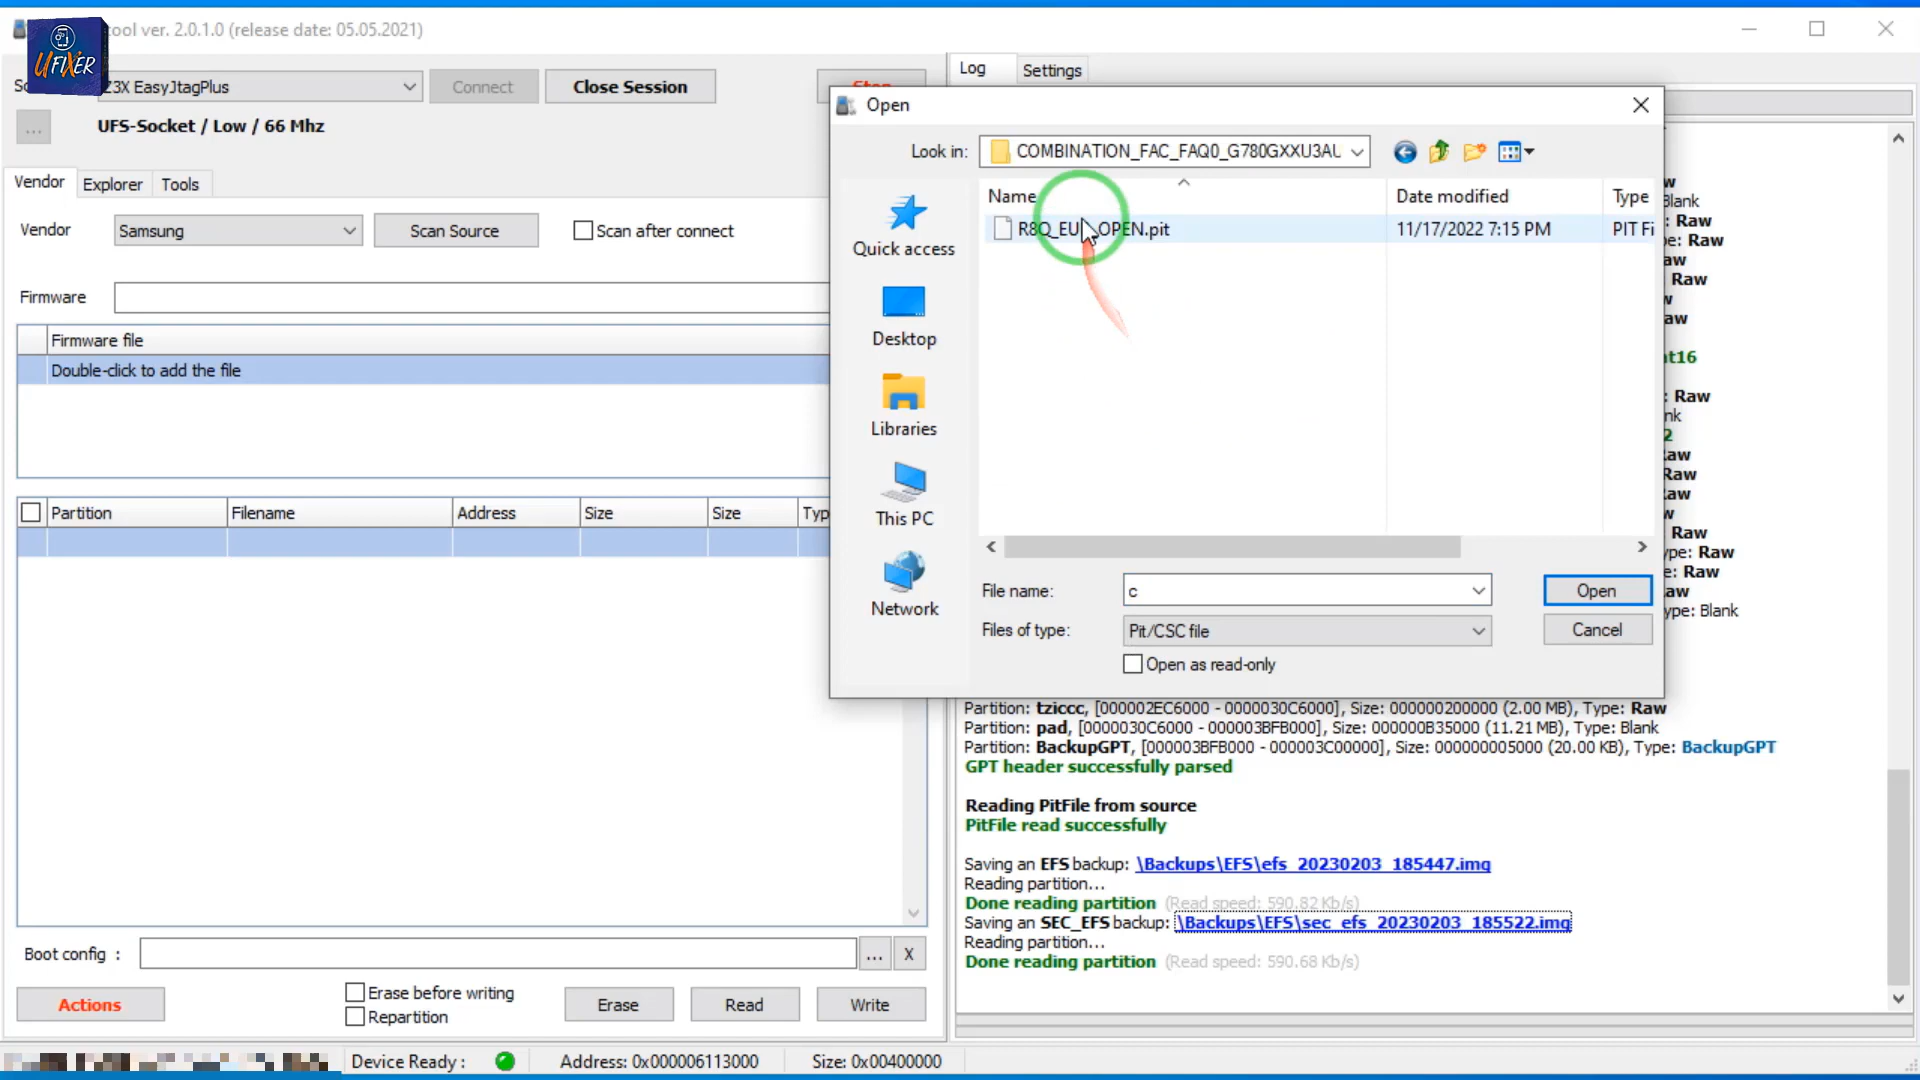 UFIXER
tool ver. 2.0.1.0 (release date: 05.05.2021)
Z3X EasyJtagPlus
Connect
Close Session
Stop
...
UFS-Socket / Low / 66 Mhz
Vendor
Explorer
Tools
Vendor
Samsung
Scan Source
Scan after connect
Firmware
Firmware file
Double-click to add the file
Partition
Filename
Address
Size
Size
Typ
Boot config :
...
X
Actions
Erase before writing
Repartition
Erase
Read
Write
Device Ready :
Address: 0x000006113000
Size: 0x00400000
Log
Settings
Open
Look in:
COMBINATION_FAC_FAQ0_G780GXXU3AU
Name
Date modified
Type
R8Q_EU _OPEN.pit
11/17/2022 7:15 PM
PIT Fi
Quick access
Desktop
Libraries
This PC
Network
File name:
c
Open
Files of type:
Pit/CSC file
Cancel
Open as read-only
w
Blank
Raw
e: Raw
aw
Raw
w
aw
nt16
: Raw
nk
2
Raw
Raw
aw
w
Raw
ype: Raw
e: Raw
aw
ype: Blank
Partition: tziccc, [000002EC6000 - 0000030C6000], Size: 000000200000 (2.00 MB), Type: Raw
Partition: pad, [0000030C6000 - 000003BFB000], Size: 000000B35000 (11.21 MB), Type: Blank
Partition: BackupGPT, [000003BFB000 - 000003C00000], Size: 000000005000 (20.00 KB), Type: BackupGPT
GPT header successfully parsed
Reading PitFile from source
PitFile read successfully
Saving an EFS backup: \Backups\EFS\efs_20230203_185447.img
Reading partition...
Done reading partition (Read speed: 590.82 Kb/s)
Saving an SEC_EFS backup: \Backups\EFS\sec_efs_20230203_185522.img
Reading partition...
Done reading partition (Read speed: 590.68 Kb/s)